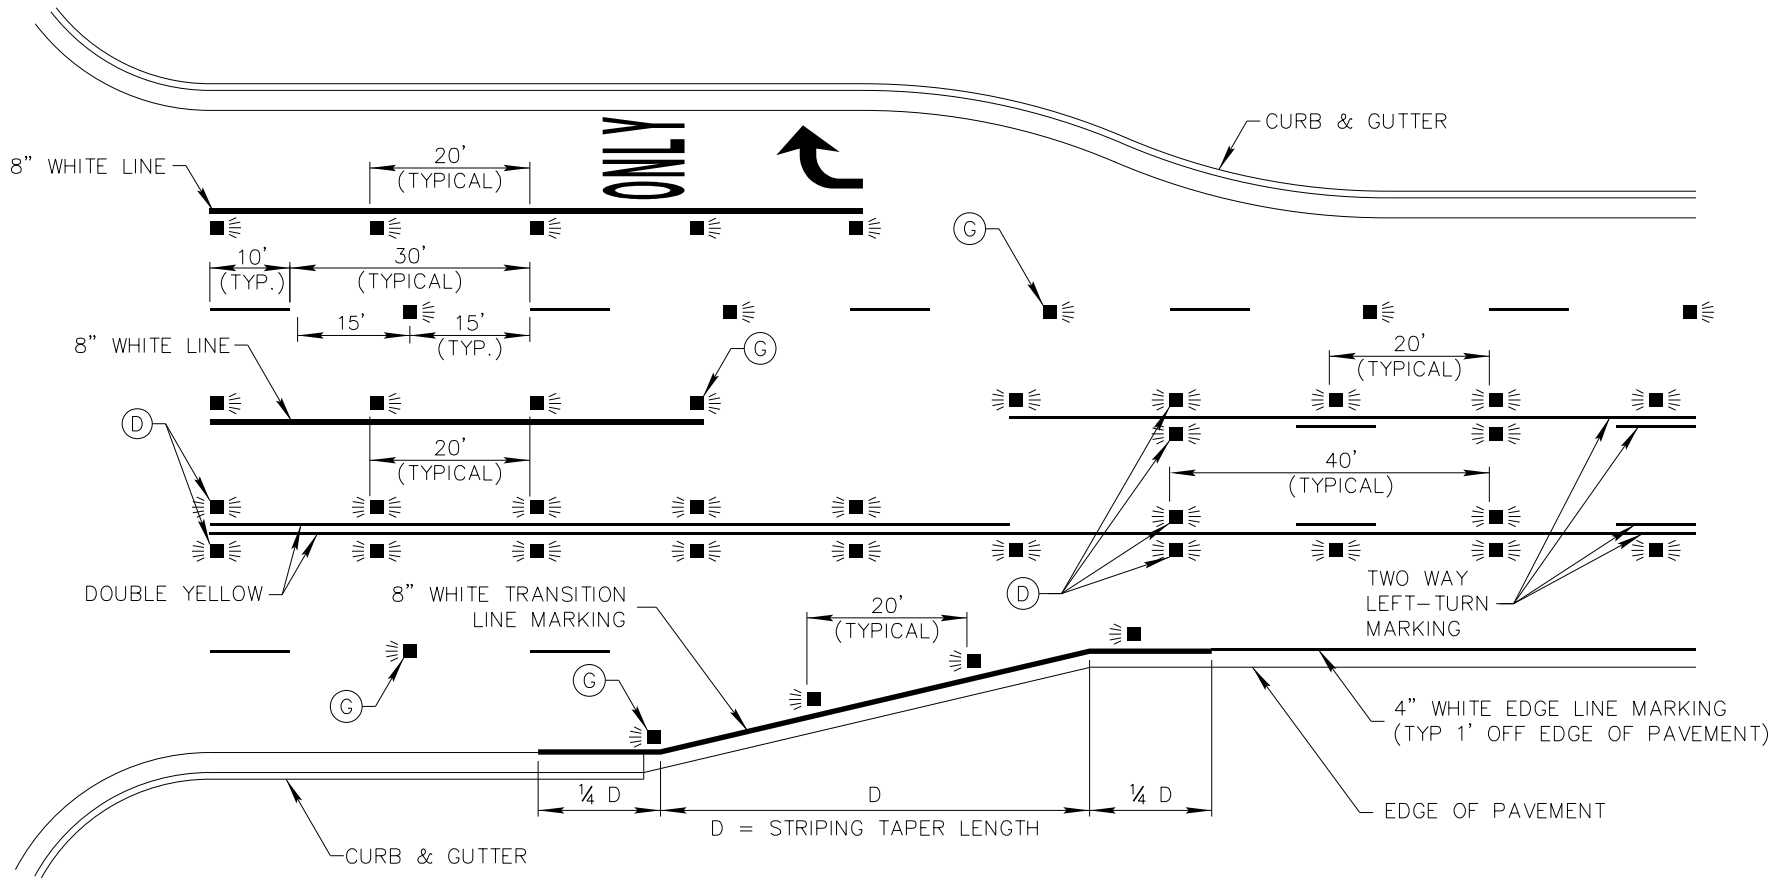 CURB & GUTTER
ONLY
8” WHITE LINE
20’
(TYPICAL)
G
10’
(TYP.)
30’
(TYPICAL)
15’
15’
(TYP.)
8” WHITE LINE
G
20’
(TYPICAL)
D
20’
(TYPICAL)
40’
(TYPICAL)
DOUBLE YELLOW
8” WHITE TRANSITION
LINE MARKING
20’
(TYPICAL)
D
TWO WAY
LEFT-TURN
MARKING
G
G
4” WHITE EDGE LINE MARKING
(TYP 1’ OFF EDGE OF PAVEMENT)
¼ D
D
¼ D
EDGE OF PAVEMENT
D = STRIPING TAPER LENGTH
CURB & GUTTER